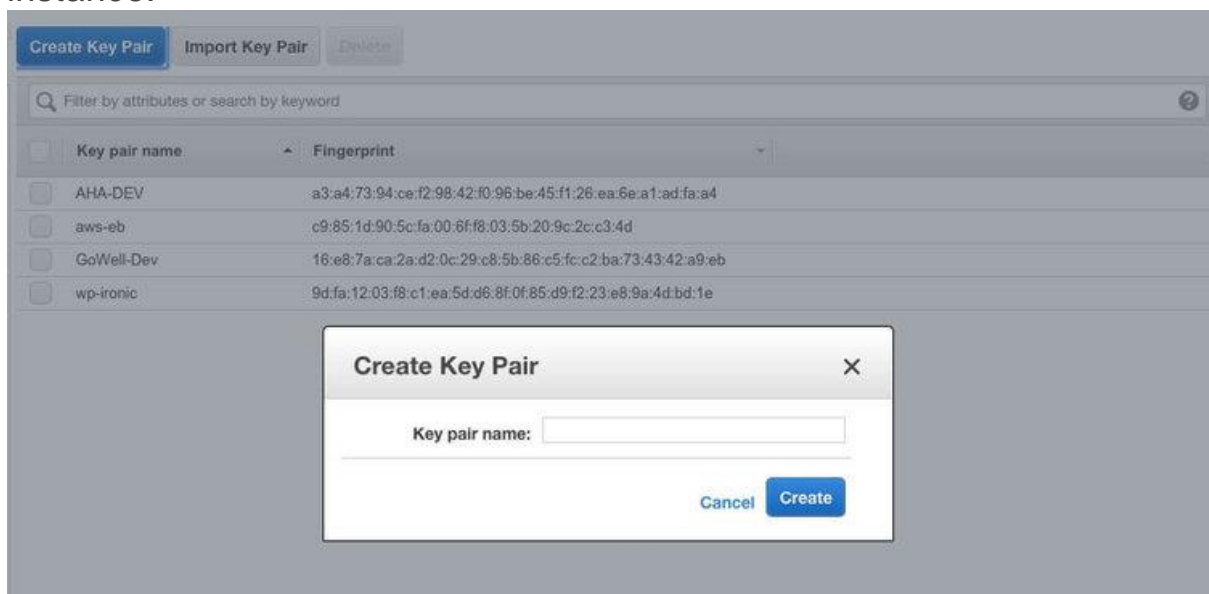 Create Key Pair Import Key Pair Delete
Filter by attributes or search by keyword
Key pair name Fingerprint
AHA-DEV a3:a4:73:94:ce:f2:98:42:f0:96:be:45:f1:26:ea:6e:a1:ad:fa:a4
aws-eb c9:85:1d:90:5c:fa:00:6f:f8:03:5b:20:9c:2c:c3:4d
GoWell-Dev 16:e8:7a:ca:2a:d2:0c:29:c8:5b:86:c5:fc:c2:ba:73:43:42:a9:eb
wp-ironic 9d:fa:12:03:f8:c1:ea:5d:d6:8f:0f:85:d9:f2:23:e8:9a:4d:bd:1e
Create Key Pair
Key pair name:
Cancel Create